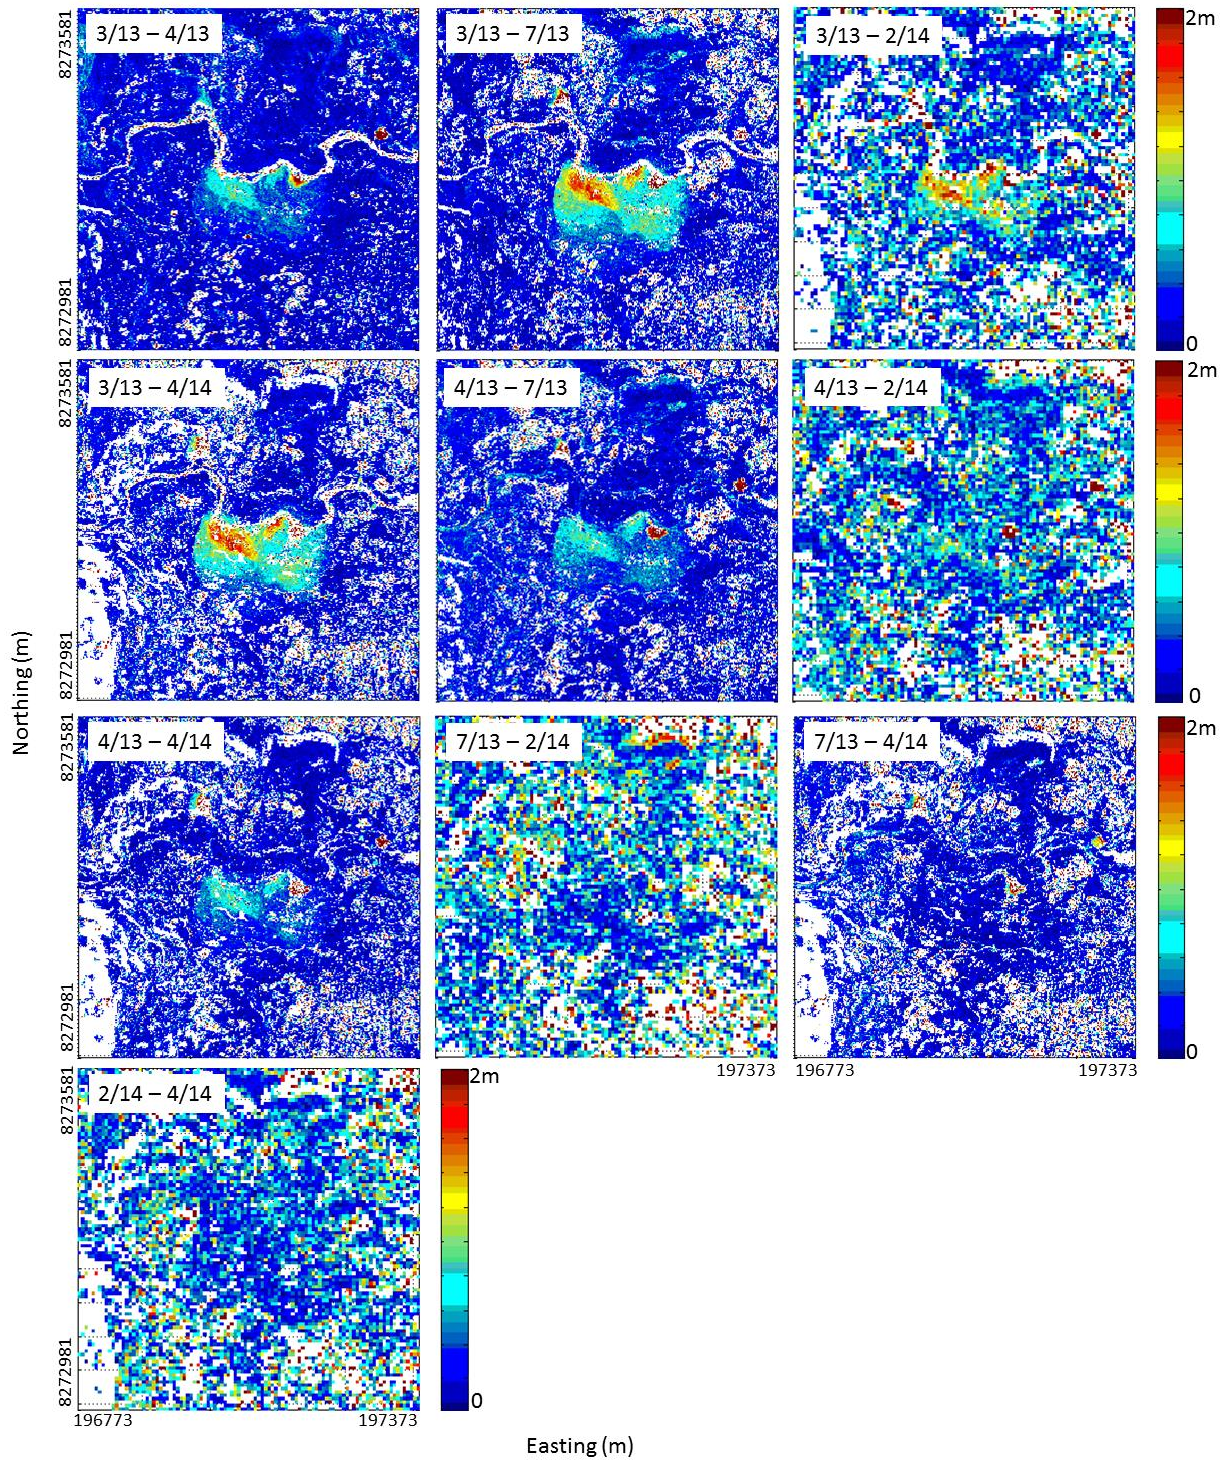 8273581
3/13 – 4/13
3/13 – 7/13
3/13 – 2/14
2m
8272981
0
8273581
3/13 – 4/14
4/13 – 7/13
4/13 – 2/14
2m
8272981
0
Northing (m)
8273581
4/13 – 4/14
7/13 – 2/14
7/13 – 4/14
2m
8272981
0
197373
196773
197373
8273581
2/14 – 4/14
2m
8272981
0
196773
197373
Easting (m)